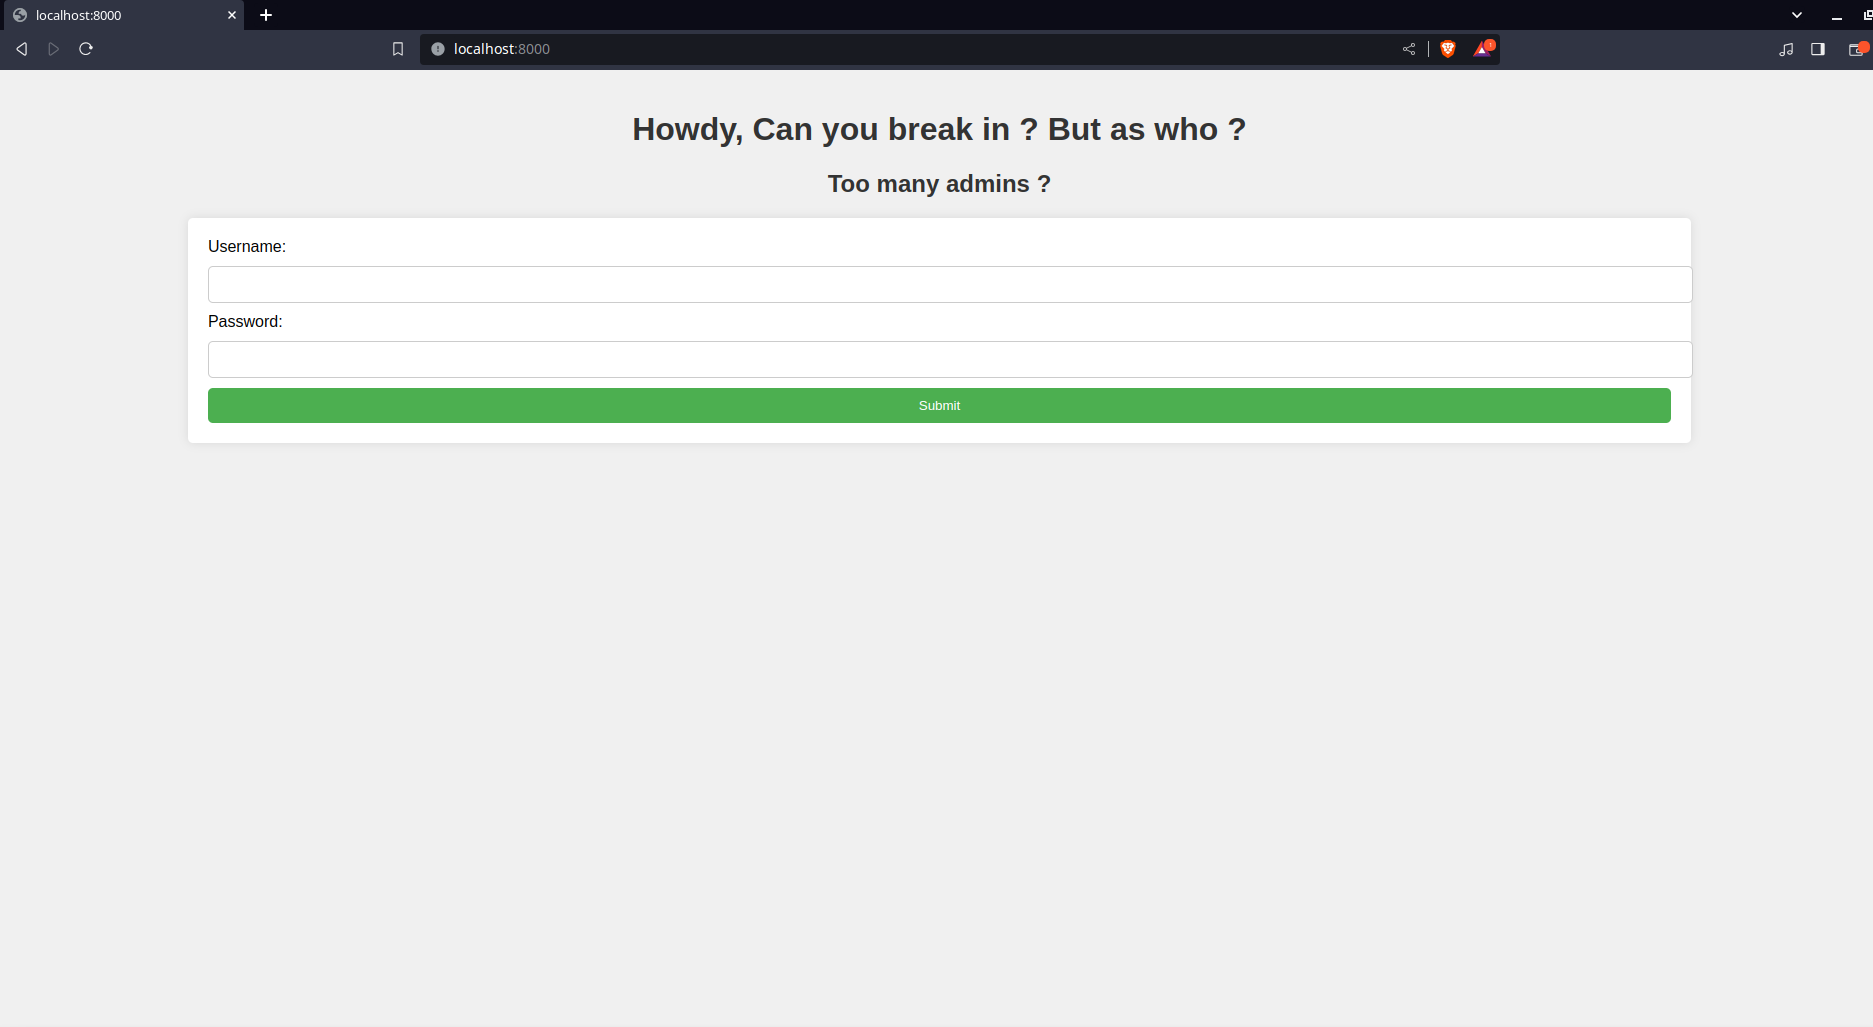 localhost:8000
localhost:8000
Howdy, Can you break in ? But as who ?
Too many admins ?
Username:
Password:
Submit